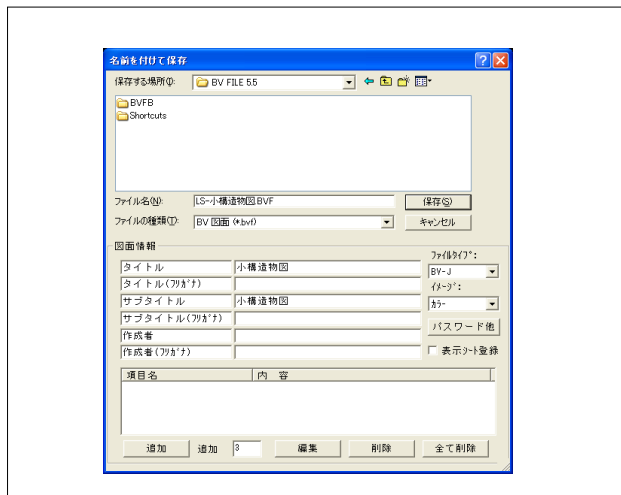 名前を付けて保存
保存する場所(I): BV FILE 5.5
BVFB
Shortcuts
ファイル名(N): LS-小構造物図.BVF 保存(S)
ファイルの種類(T): BV 図面 (*.bvf) キャンセル
図面情報
ファイルタイプ:
タイトル 小構造物図 BV-J
タイトル(フリガナ) イメージ:
サブタイトル 小構造物図 カラー
サブタイトル(フリガナ) パスワード他
作成者
作成者(フリガナ) 表示シート登録
項目名 内 容
追加 追加 3 編集 削除 全て削除